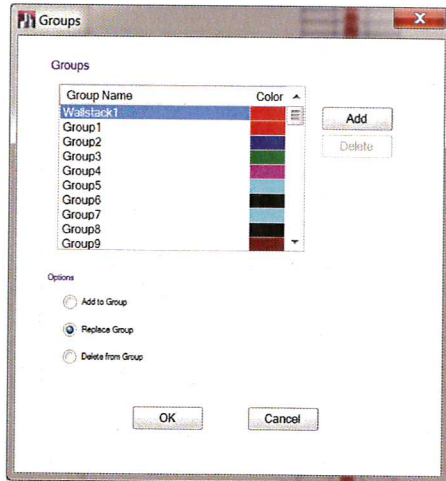 Groups
Groups
Group Name Color
Wallstack1
Group1
Group2
Group3
Group4
Group5
Group6
Group7
Group8
Group9
Add
Delete
Options
Add to Group
Replace Group
Delete from Group
OK Cancel